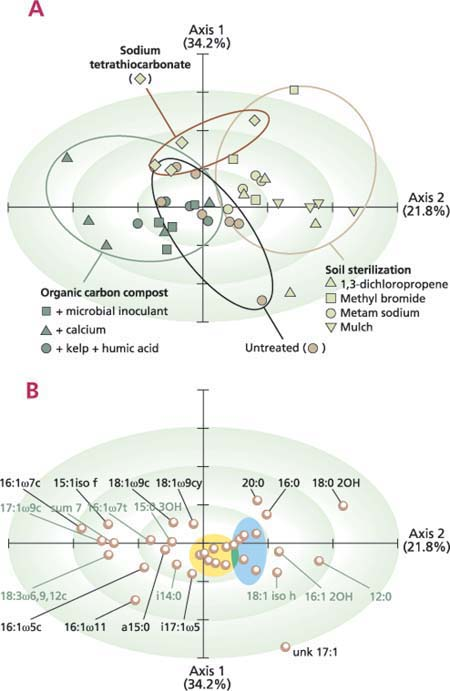 A
Axis 1
(34.2%)
Sodium
tetrathiocarbonate
( )
Axis 2
(21.8%)
Organic carbon compost
+ microbial inoculant
+ calcium
+ kelp + humic acid
Soil sterilization
1,3-dichloropropene
Methyl bromide
Metam sodium
Mulch
Untreated ( )
B
16:1ω7c 15:1iso f 18:1ω9c 18:1ω9cy 20:0 16:0 18:0 2OH
17:1ω9c sum 7 16:1ω7t 15:0 3OH
Axis 2
(21.8%)
18:3ω6,9,12c i14:0 18:1 iso h 16:1 2OH 12:0
16:1ω5c 16:1ω11 a15:0 i17:1ω5
unk 17:1
Axis 1
(34.2%)